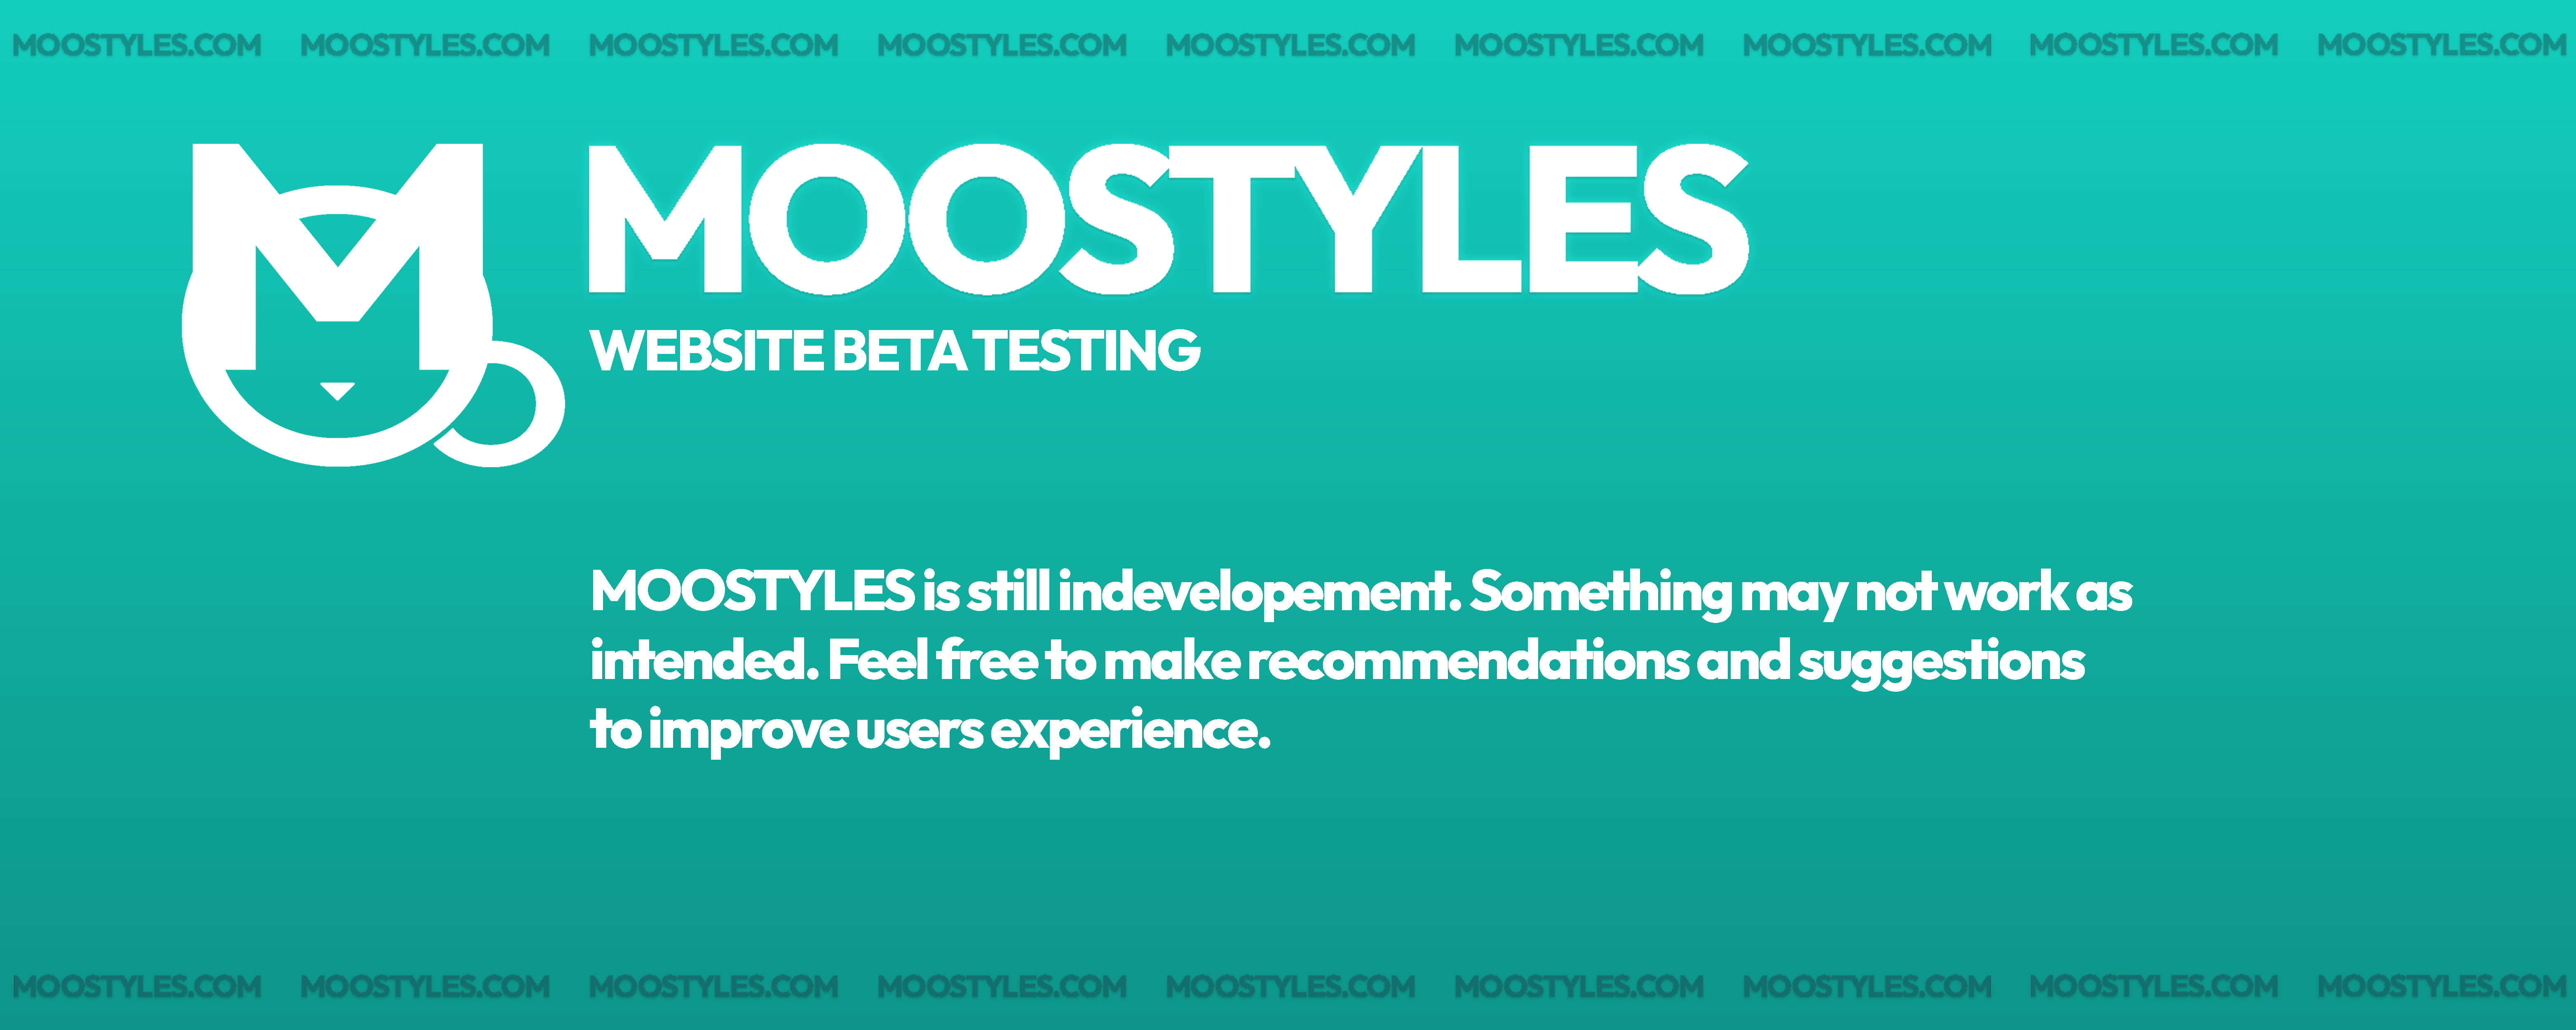 MOOSTYLES.COM MOOSTYLES.COM MOOSTYLES.COM MOOSTYLES.COM MOOSTYLES.COM MOOSTYLES.COM MOOSTYLES.COM MOOSTYLES.COM MOOSTYLES.COM
M MOOSTYLES
WEBSITE BETA TESTING
MOOSTYLES is still indevelopement. Something may not work as
intended. Feel free to make recommendations and suggestions
to improve users experience.
MOOSTYLES.COM MOOSTYLES.COM MOOSTYLES.COM MOOSTYLES.COM MOOSTYLES.COM MOOSTYLES.COM MOOSTYLES.COM MOOSTYLES.COM MOOSTYLES.COM